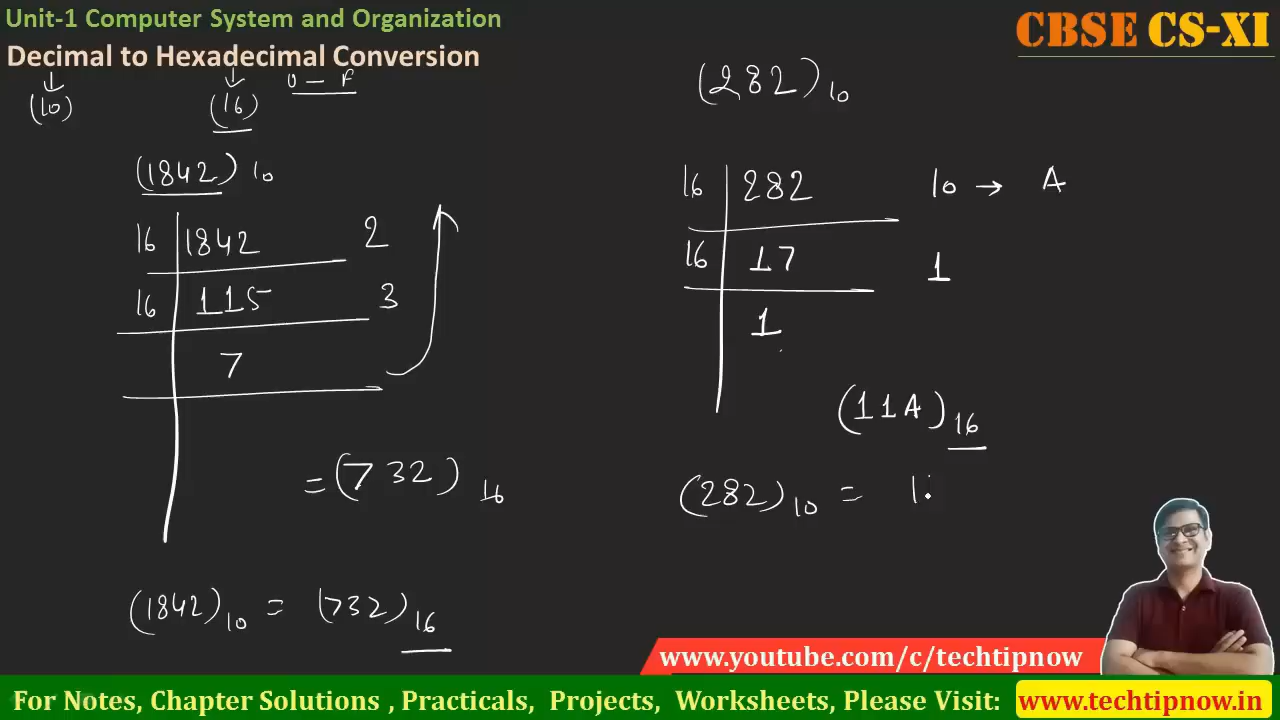 Unit-1 Computer System and Organization
CBSE CS-XI
Decimal to Hexadecimal Conversion
(10) (16) 0 – F
(1842)10
16 1842 2
16 115 3
7
= (732)16
(1842)10 = (732)16
(282)10
16 282 10 → A
16 17 1
1
(11A)16
(282)10 =
www.youtube.com/c/techtipnow
For Notes, Chapter Solutions , Practicals, Projects, Worksheets, Please Visit: www.techtipnow.in